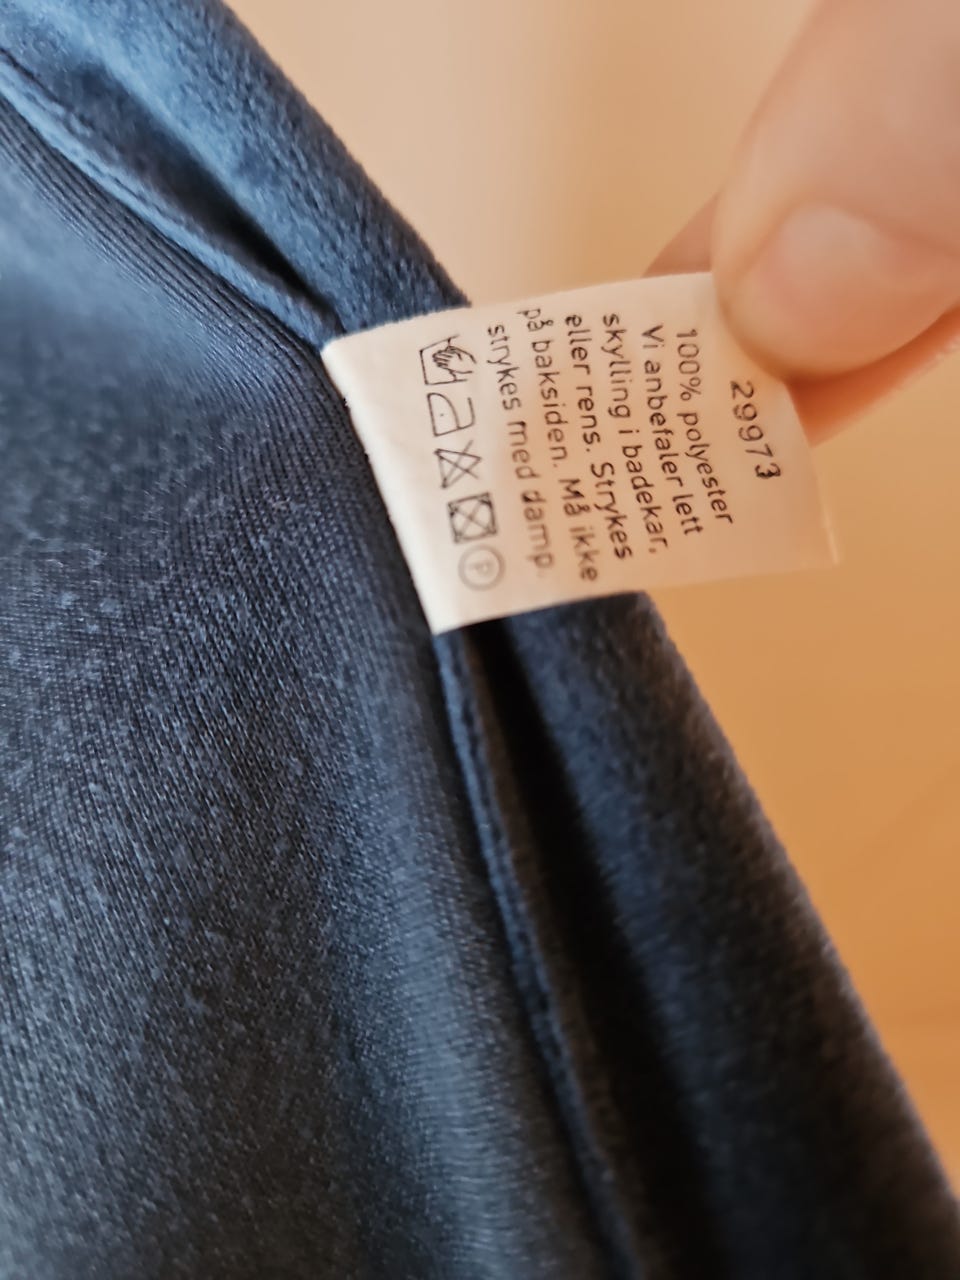 29973
100% polyester
Vi anbefaler lett
skylling i badekar,
eller rens. Strykes
på baksiden. Må ikke
strykes med damp.
P